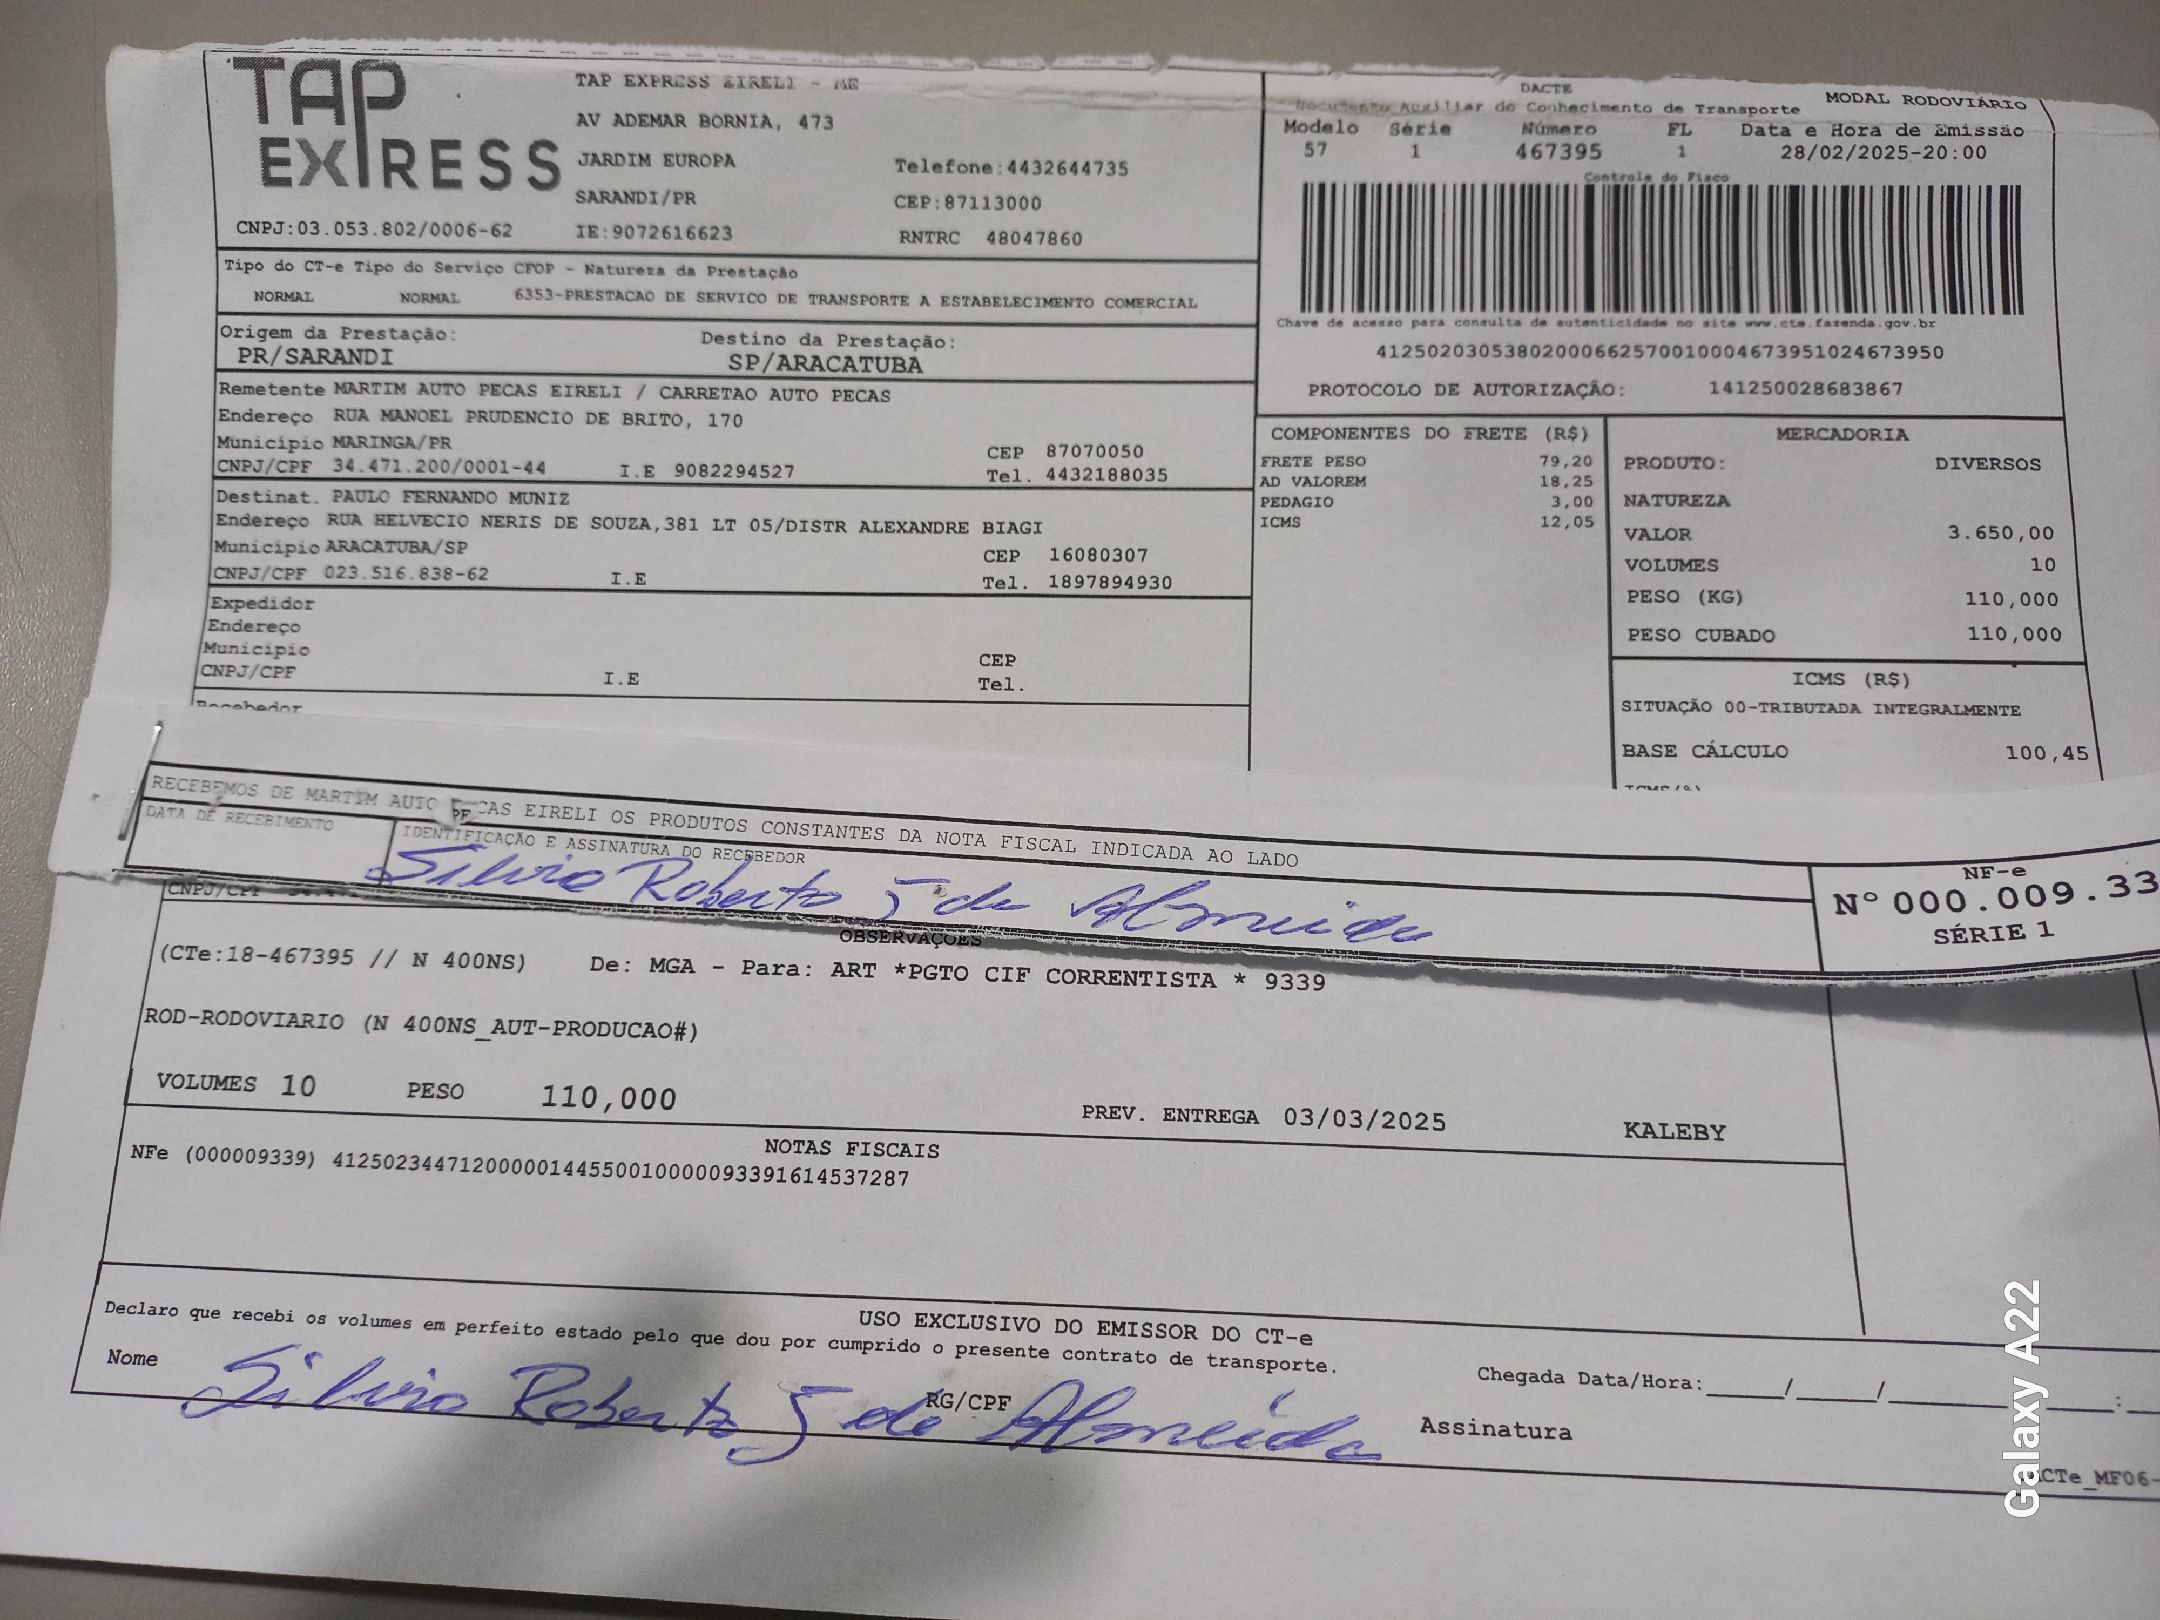 TAP EXPRESS
TAP EXPRESS EIRELI - ME
AV ADEMAR BORNIA, 473
JARDIM EUROPA
Telefone:4432644735
SARANDI/PR
CEP:87113000
CNPJ:03.053.802/0006-62
IE:9072616623
RNTRC 48047860
DACTE
Documento Auxiliar do Conhecimento de Transporte
MODAL RODOVIÁRIO
Modelo Série Número FL Data e Hora de Emissão
57 1 467395 1 28/02/2025-20:00
Controle do Fisco
Chave de acesso para consulta de autenticidade no site www.cte.fazenda.gov.br
41250203053802000662570010004673951024673950
PROTOCOLO DE AUTORIZAÇÃO: 141250028683867
Tipo do CT-e Tipo do Serviço CFOP - Natureza da Prestação
NORMAL NORMAL 6353-PRESTACAO DE SERVICO DE TRANSPORTE A ESTABELECIMENTO COMERCIAL
Origem da Prestação: Destino da Prestação:
PR/SARANDI SP/ARACATUBA
Remetente MARTIM AUTO PECAS EIRELI / CARRETAO AUTO PECAS
Endereço RUA MANOEL PRUDENCIO DE BRITO, 170
Município MARINGA/PR CEP 87070050
CNPJ/CPF 34.471.200/0001-44 I.E 9082294527 Tel. 4432188035
Destinat. PAULO FERNANDO MUNIZ
Endereço RUA HELVECIO NERIS DE SOUZA,381 LT 05/DISTR ALEXANDRE BIAGI
Município ARACATUBA/SP CEP 16080307
CNPJ/CPF 023.516.838-62 I.E Tel. 1897894930
Expedidor
Endereço
Município CEP
CNPJ/CPF I.E Tel.
Recebedor
COMPONENTES DO FRETE (R$)
FRETE PESO 79,20
AD VALOREM 18,25
PEDAGIO 3,00
ICMS 12,05
MERCADORIA
PRODUTO: DIVERSOS
NATUREZA
VALOR 3.650,00
VOLUMES 10
PESO (KG) 110,000
PESO CUBADO 110,000
ICMS (R$)
SITUAÇÃO 00-TRIBUTADA INTEGRALMENTE
BASE CÁLCULO 100,45
RECEBEMOS DE MARTIM AUTO PECAS EIRELI OS PRODUTOS CONSTANTES DA NOTA FISCAL INDICADA AO LADO
DATA DE RECEBIMENTO IDENTIFICAÇÃO E ASSINATURA DO RECEBEDOR
Silvio Roberto 5 de Almeida
NF-e
Nº 000.009.33
SÉRIE 1
CNPJ/CPF
OBSERVAÇÕES
(CTe:18-467395 // N 400NS) De: MGA - Para: ART *PGTO CIF CORRENTISTA * 9339
ROD-RODOVIARIO (N 400NS_AUT-PRODUCAO#)
VOLUMES 10 PESO 110,000 PREV. ENTREGA 03/03/2025 KALEBY
NOTAS FISCAIS
NFe (000009339) 41250234471200000144550010000093391614537287
USO EXCLUSIVO DO EMISSOR DO CT-e
Declaro que recebi os volumes em perfeito estado pelo que dou por cumprido o presente contrato de transporte.
Nome RG/CPF Assinatura
Chegada Data/Hora:_____/_____/
Silvio Roberto 5 de Almeida
CTe_MF06-
Galaxy A22